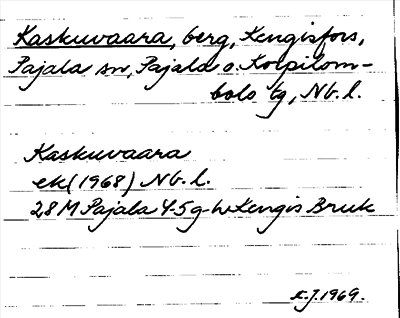 Kaskuvaara, berg, Kengisfors,
Pajala sn, Pajala o. Korpilom-
bolo tg, Nb. l.
Kaskuvaara
ek (1968) Nb. l.
28 M Pajala 4-5 g-h Kengis Bruk
1969.